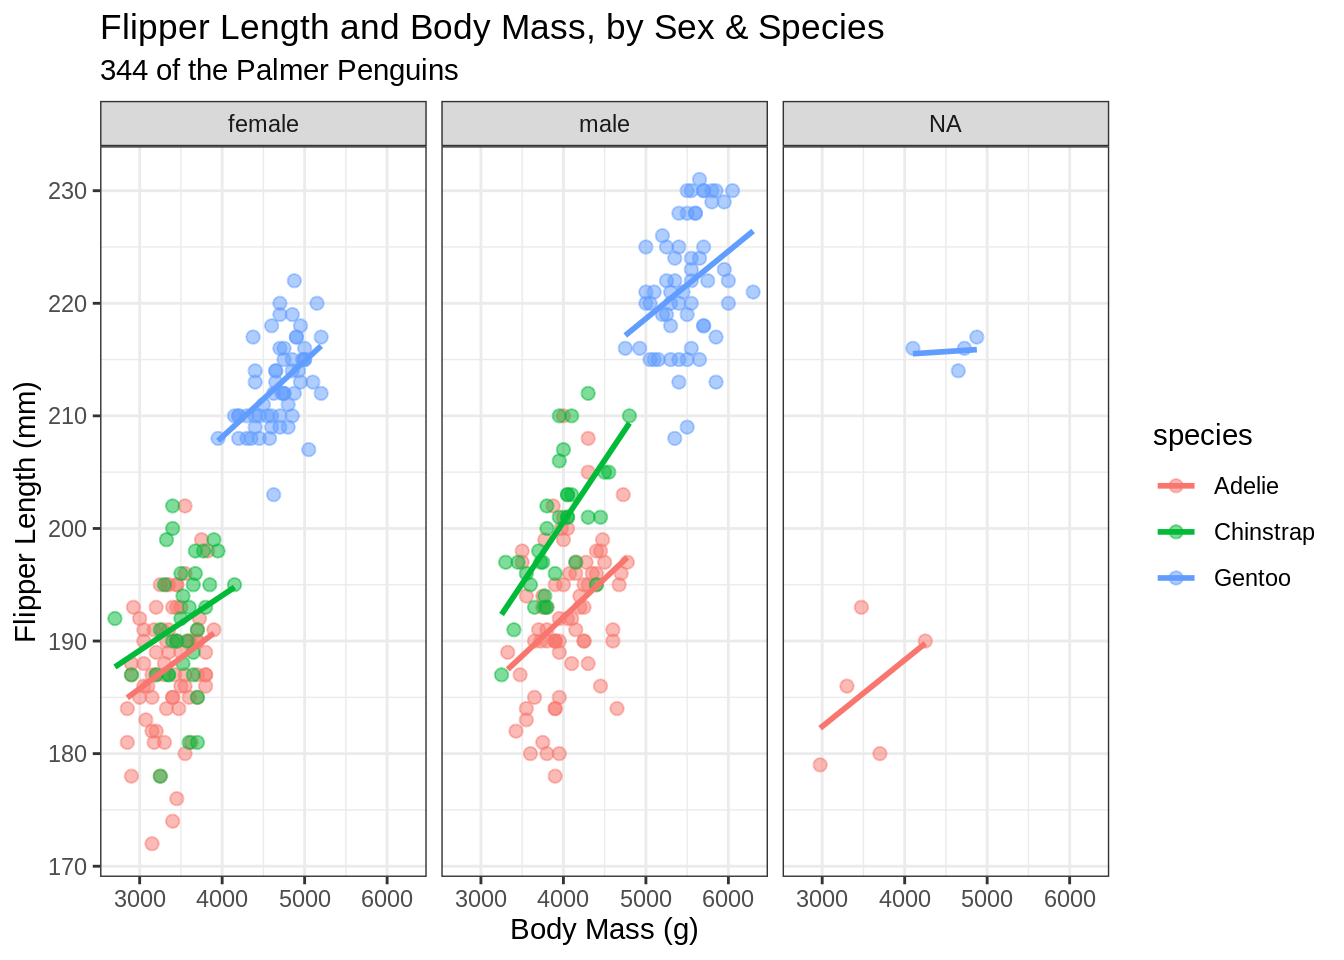 Flipper Length and Body Mass, by Sex & Species
344 of the Palmer Penguins
female
male
NA
230
220
210
200
190
180
170
Flipper Length (mm)
3000 4000 5000 6000
3000 4000 5000 6000
3000 4000 5000 6000
Body Mass (g)
species
Adelie
Chinstrap
Gentoo